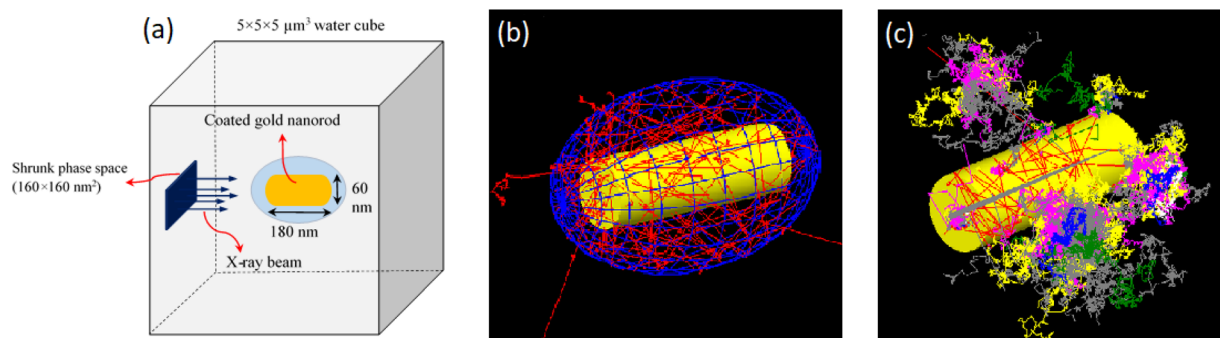 5×5×5 µm³ water cube
(a)
Coated gold nanorod
Shrunk phase space
(160×160 nm²)
60
nm
180 nm
X-ray beam
(b)
(c)